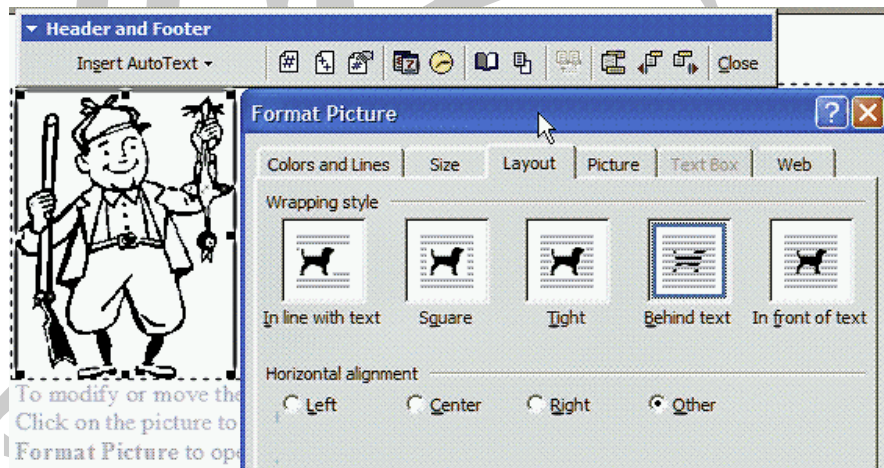 Header and Footer
Insert AutoText Close
Format Picture
Colors and Lines Size Layout Picture Text Box Web
Wrapping style
In line with text Square Tight Behind text In front of text
Horizontal alignment
Left Center Right Other
To modify or move the
Click on the picture to
Format Picture to ope